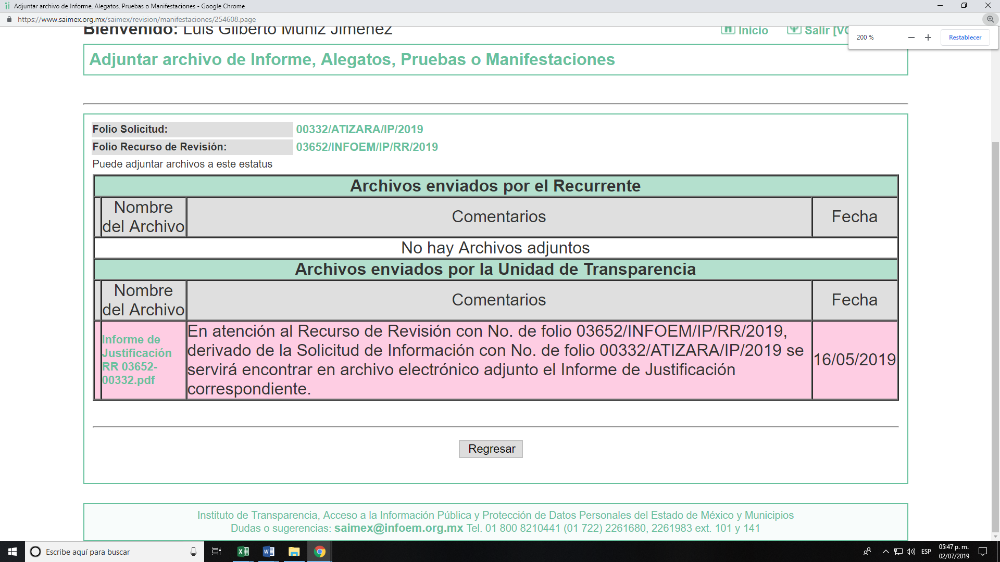 Adjuntar archivo de Informe, Alegatos, Pruebas o Manifestaciones - Google Chrome
https://www.saimex.org.mx/saimex/revision/manifestaciones/254608.page
Bienvenido: Luis Gilberto Muñiz Jiménez
Inicio
Salir [VO
200 %
Restablecer
Adjuntar archivo de Informe, Alegatos, Pruebas o Manifestaciones
Folio Solicitud: 00332/ATIZARA/IP/2019
Folio Recurso de Revisión: 03652/INFOEM/IP/RR/2019
Puede adjuntar archivos a este estatus
Archivos enviados por el Recurrente
Nombre
del Archivo
Comentarios
Fecha
No hay Archivos adjuntos
Archivos enviados por la Unidad de Transparencia
Nombre
del Archivo
Comentarios
Fecha
Informe de
Justificación
RR 03652-
00332.pdf
En atención al Recurso de Revisión con No. de folio 03652/INFOEM/IP/RR/2019,
derivado de la Solicitud de Información con No. de folio 00332/ATIZARA/IP/2019 se
servirá encontrar en archivo electrónico adjunto el Informe de Justificación
correspondiente.
16/05/2019
Regresar
Instituto de Transparencia, Acceso a la Información Pública y Protección de Datos Personales del Estado de México y Municipios
Dudas o sugerencias: saimex@infoem.org.mx Tel. 01 800 8210441 (01 722) 2261680, 2261983 ext. 101 y 141
Escribe aquí para buscar
ESP
05:47 p. m.
02/07/2019